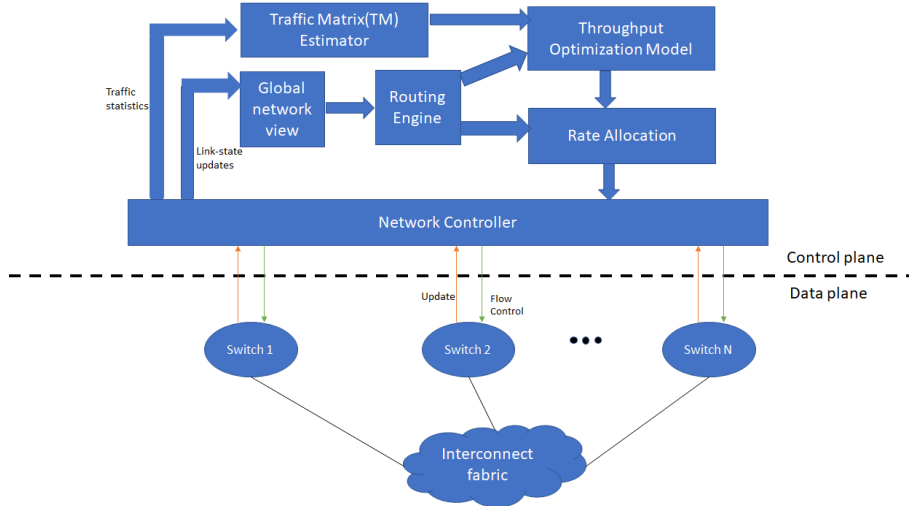 Traffic Matrix(TM)
Estimator
Throughput
Optimization Model
Traffic
statistics
Global
network
view
Routing
Engine
Rate Allocation
Link-state
updates
Network Controller
Control plane
Data plane
Update
Flow
Control
Switch 1
Switch 2
Switch N
Interconnect
fabric